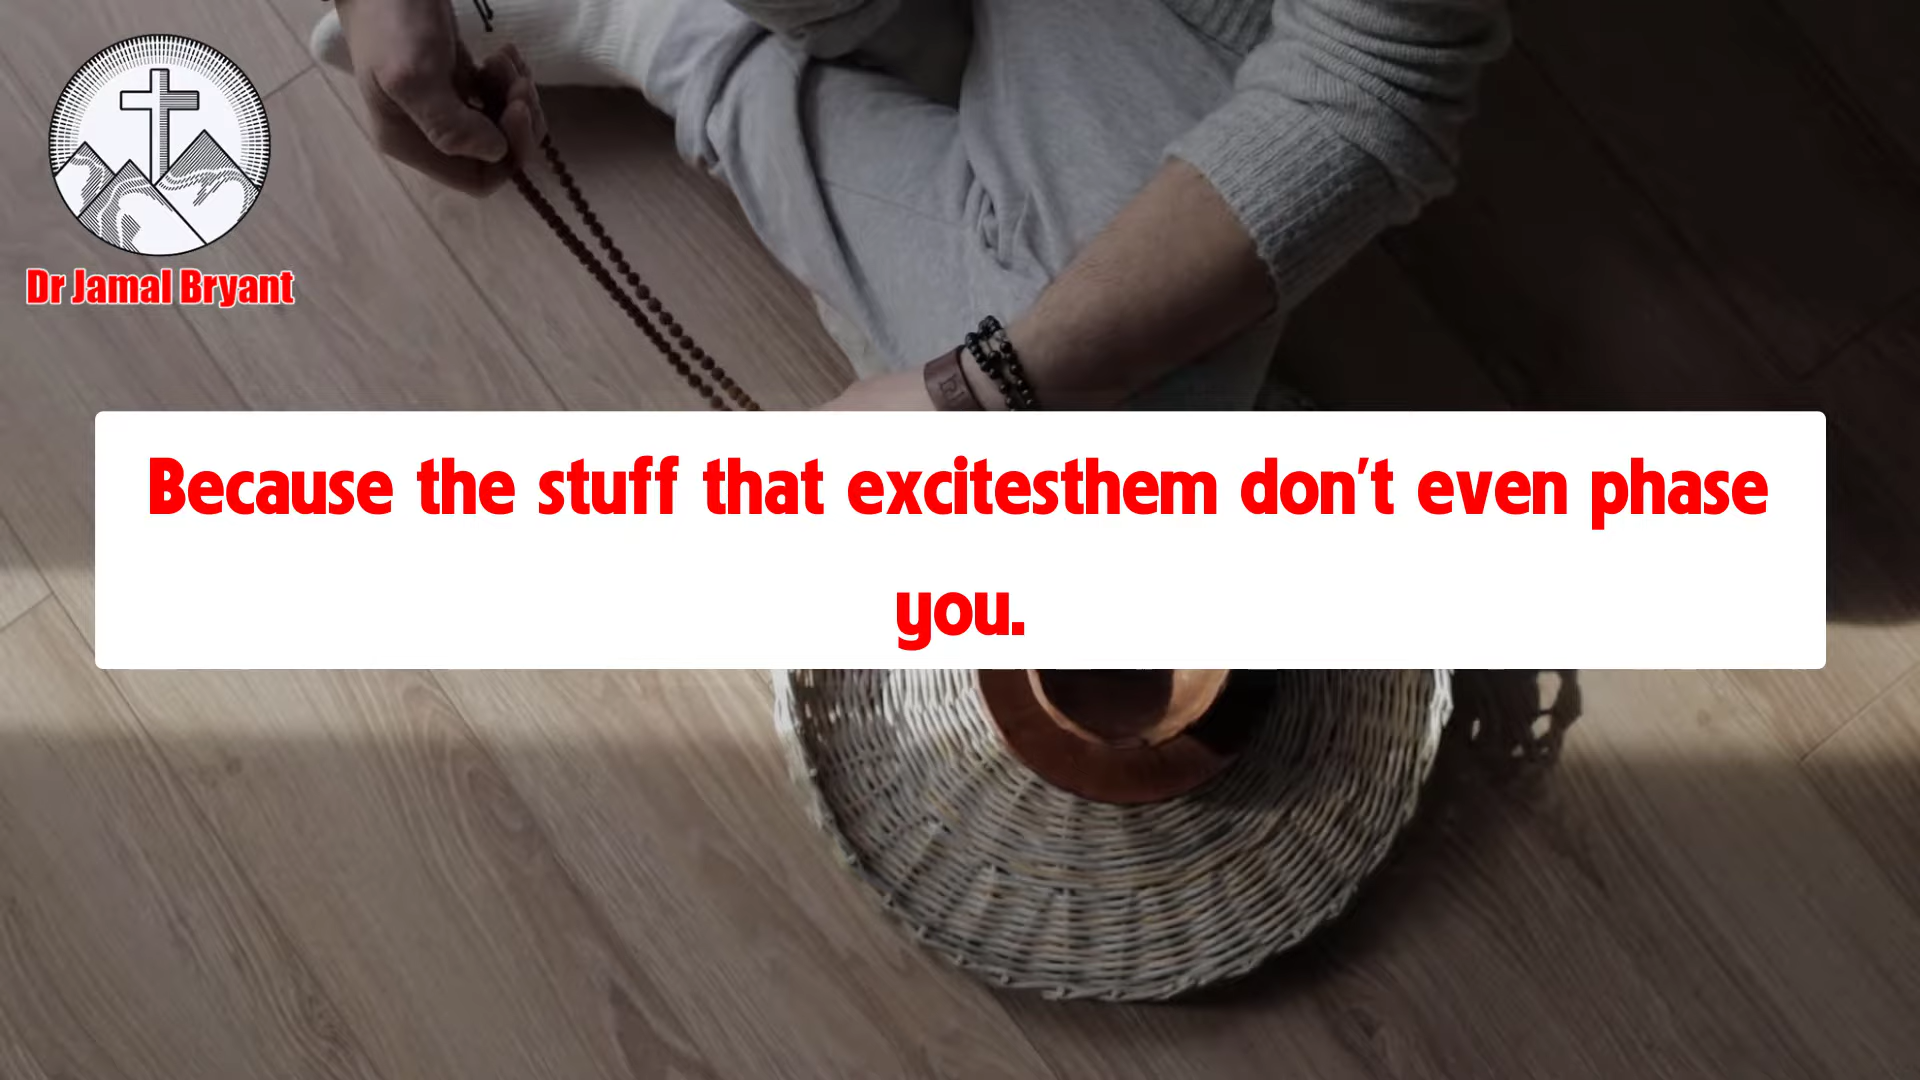 Dr Jamal Bryant
Because the stuff that excitesthem don't even phase
you.